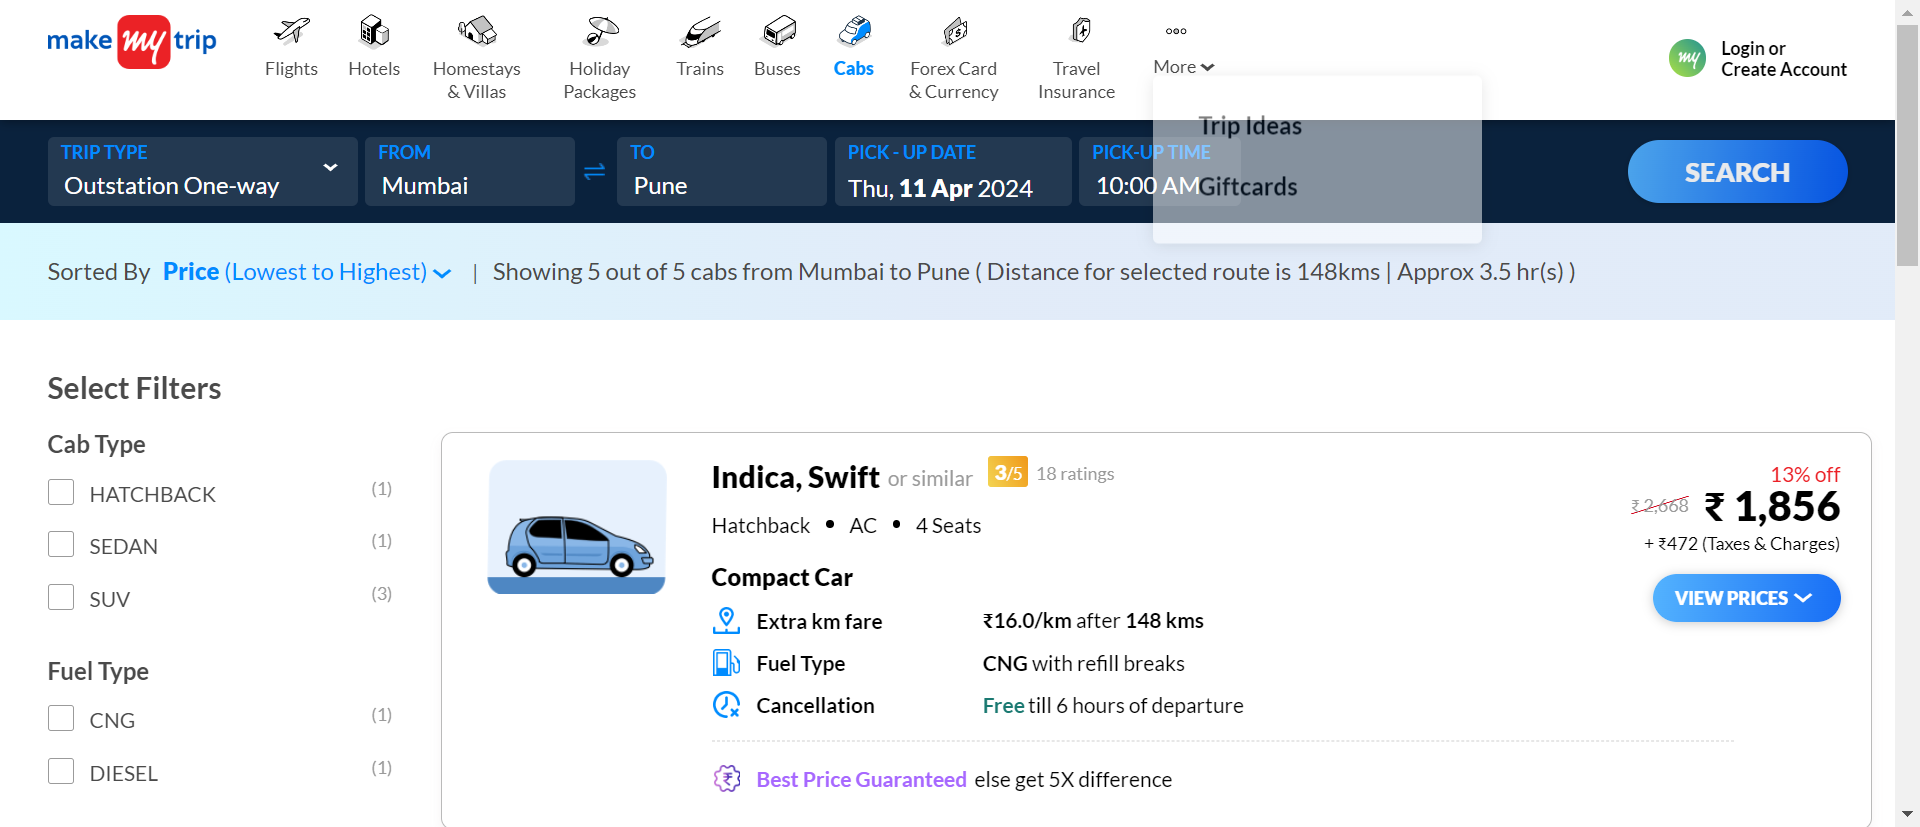 make my trip
Flights
Hotels
Homestays
& Villas
Holiday
Packages
Trains
Buses
Cabs
Forex Card
& Currency
Travel
Insurance
More
my
Login or
Create Account
Trip Ideas
Giftcards
TRIP TYPE
Outstation One-way
FROM
Mumbai
TO
Pune
PICK - UP DATE
Thu, 11 Apr 2024
PICK-UP TIME
10:00 AM
SEARCH
Sorted By Price (Lowest to Highest) | Showing 5 out of 5 cabs from Mumbai to Pune ( Distance for selected route is 148kms | Approx 3.5 hr(s) )
Select Filters
Cab Type
HATCHBACK (1)
SEDAN (1)
SUV (3)
Fuel Type
CNG (1)
DIESEL (1)
Indica, Swift or similar 3/5 18 ratings
Hatchback • AC • 4 Seats
Compact Car
Extra km fare ₹16.0/km after 148 kms
Fuel Type CNG with refill breaks
Cancellation Free till 6 hours of departure
Best Price Guaranteed else get 5X difference
13% off
₹ 2,668 ₹ 1,856
+ ₹472 (Taxes & Charges)
VIEW PRICES